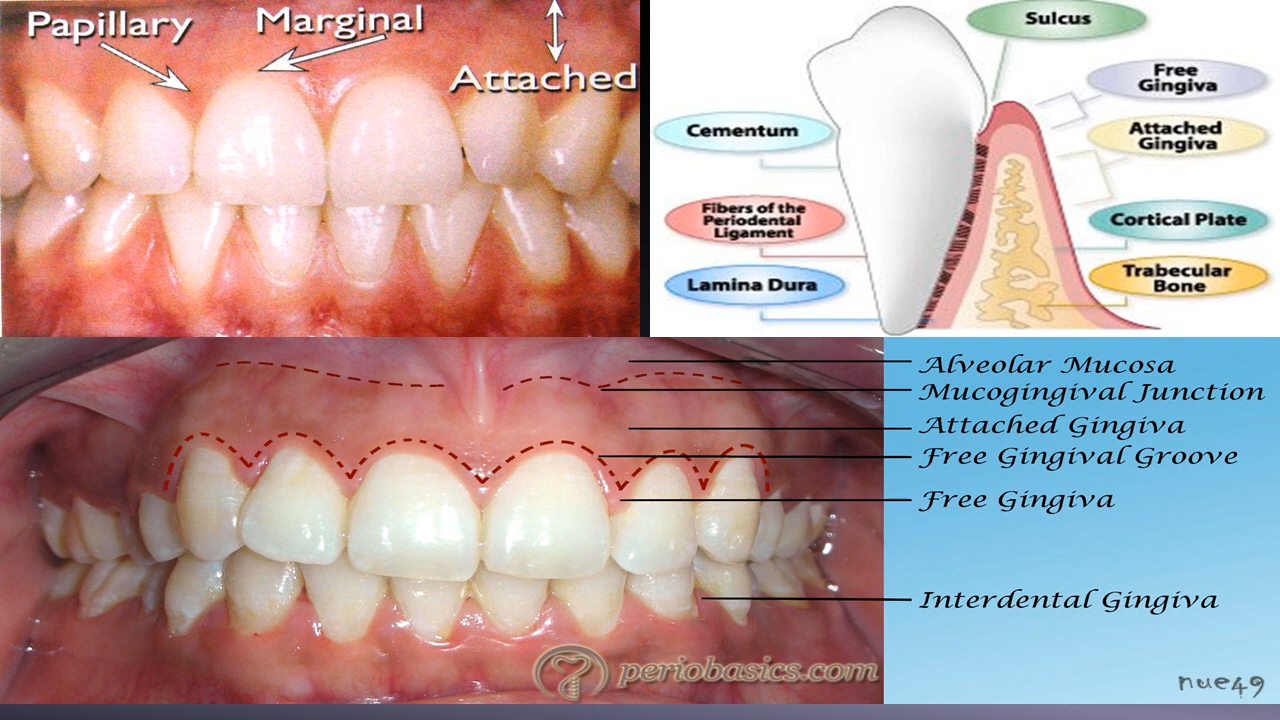 Papillary
Marginal
Attached
Sulcus
Free
Gingiva
Cementum
Attached
Gingiva
Fibers of the
Periodental
Ligament
Cortical Plate
Lamina Dura
Trabecular
Bone
Alveolar Mucosa
Mucogingival Junction
Attached Gingiva
Free Gingival Groove
Free Gingiva
Interdental Gingiva
periobasics.com
nue49